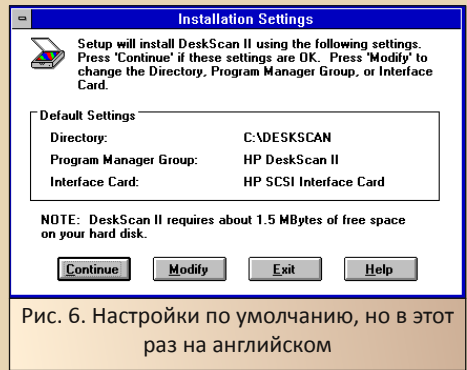 Installation Settings
Setup will install DeskScan II using the following settings.
Press 'Continue' if these settings are OK.  Press 'Modify' to
change the Directory, Program Manager Group, or Interface
Card.
Default Settings
Directory: C:\DESKSCAN
Program Manager Group: HP DeskScan II
Interface Card: HP SCSI Interface Card
NOTE:  DeskScan II requires about 1.5 MBytes of free space
on your hard disk.
Continue Modify Exit Help
Рис. 6. Настройки по умолчанию, но в этот
раз на английском